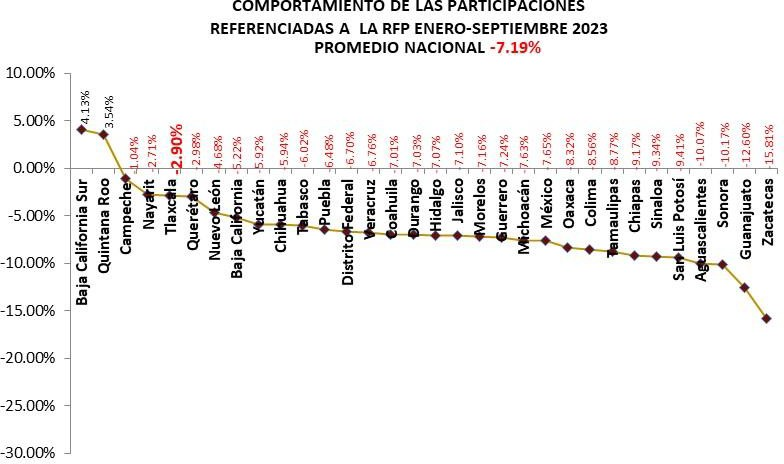 COMPORTAMIENTO DE LAS PARTICIPACIONES
REFERENCIADAS A LA RFP ENERO-SEPTIEMBRE 2023
PROMEDIO NACIONAL -7.19%
10.00%
5.00%
0.00%
-5.00%
-10.00%
-15.00%
-20.00%
-25.00%
-30.00%
4.13%
3.54%
-1.04%
-2.71%
-2.90%
-2.98%
-4.68%
-5.22%
-5.92%
-5.94%
-6.02%
-6.48%
-6.70%
-6.76%
-7.01%
-7.03%
-7.07%
-7.10%
-7.16%
-7.24%
-7.63%
-7.65%
-8.32%
-8.56%
-8.77%
-9.17%
-9.34%
-9.41%
-10.07%
-10.17%
-12.60%
-15.81%
Baja California Sur
Quintana Roo
Campeche
Nayarit
Tlaxcala
Querétaro
Nuevo León
Baja California
Yucatán
Chihuahua
Tabasco
Puebla
Distrito Federal
Veracruz
Coahuila
Durango
Hidalgo
Jalisco
Morelos
Guerrero
Michoacán
México
Oaxaca
Colima
Tamaulipas
Chiapas
Sinaloa
San Luis Potosí
Aguascalientes
Sonora
Guanajuato
Zacatecas